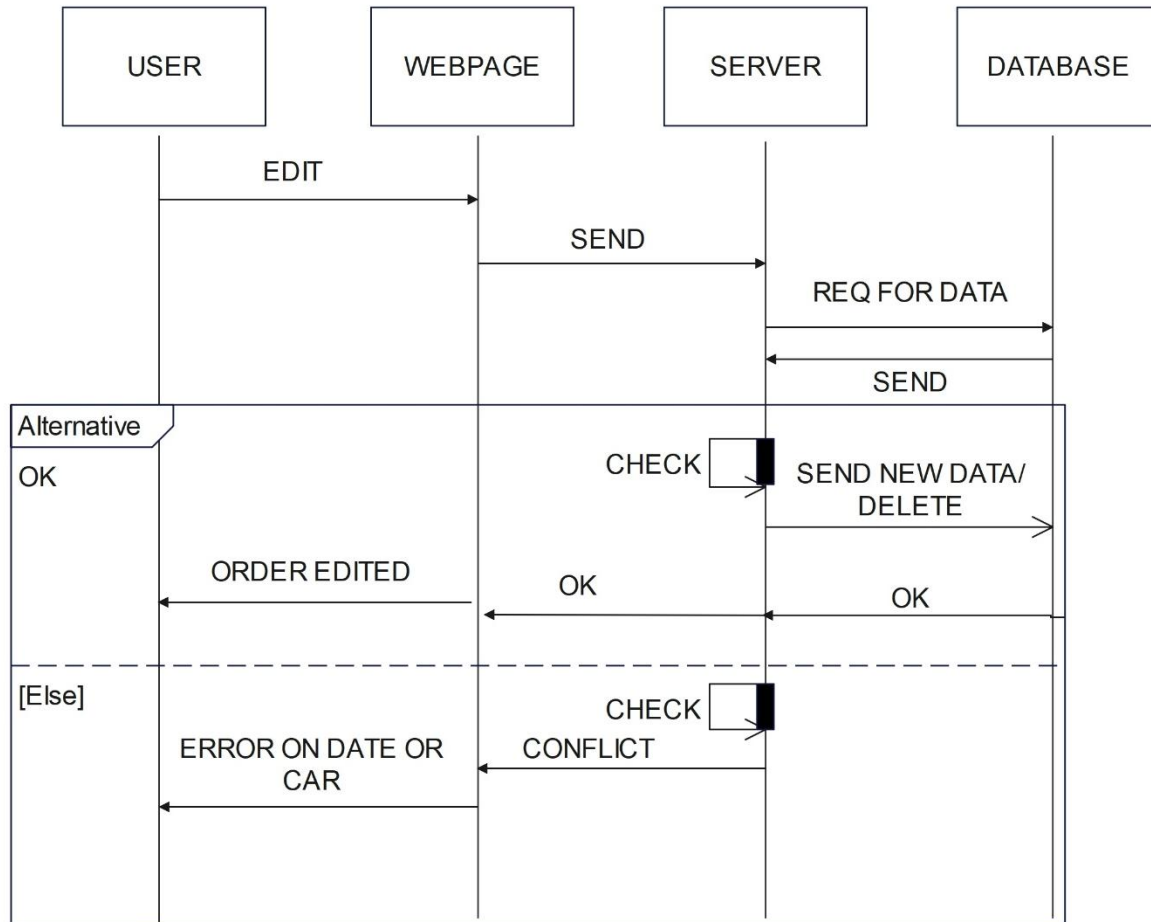 USER
WEBPAGE
SERVER
DATABASE
EDIT
SEND
REQ FOR DATA
SEND
Alternative
OK
CHECK
SEND NEW DATA/
DELETE
ORDER EDITED
OK
OK
[Else]
CHECK
ERROR ON DATE OR
CAR
CONFLICT